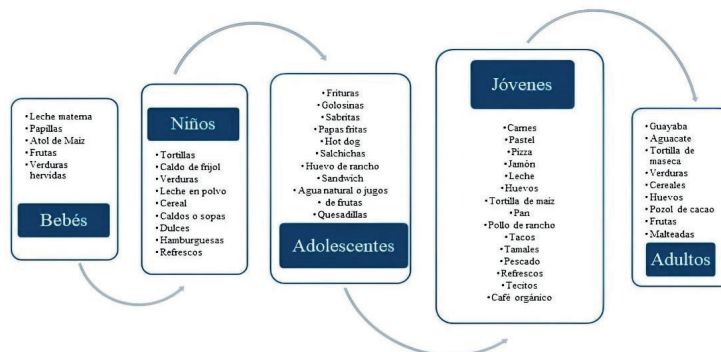 • Leche materna
• Papillas
• Atol de Maíz
• Frutas
• Verduras
hervidas
Bebés
Niños
• Tortillas
• Caldo de frijol
• Verduras
• Leche en polvo
• Cereal
• Caldos o sopas
• Dulces
• Hamburguesas
• Refrescos
• Frituras
• Golosinas
• Sabritas
• Papas fritas
• Hot dog
• Salchichas
• Huevo de rancho
• Sandwich
• Agua natural o jugos
• de frutas
• Quesadillas
Adolescentes
Jóvenes
• Carnes
• Pastel
• Pizza
• Jamón
• Leche
• Huevos
• Tortilla de maiz
• Pan
• Pollo de rancho
• Tacos
• Tamales
• Pescado
• Refrescos
• Tecitos
• Café orgánico
• Guayaba
• Aguacate
• Tortilla de
maseca
• Verduras
• Cereales
• Huevos
• Pozol de cacao
• Frutas
• Malteadas
Adultos